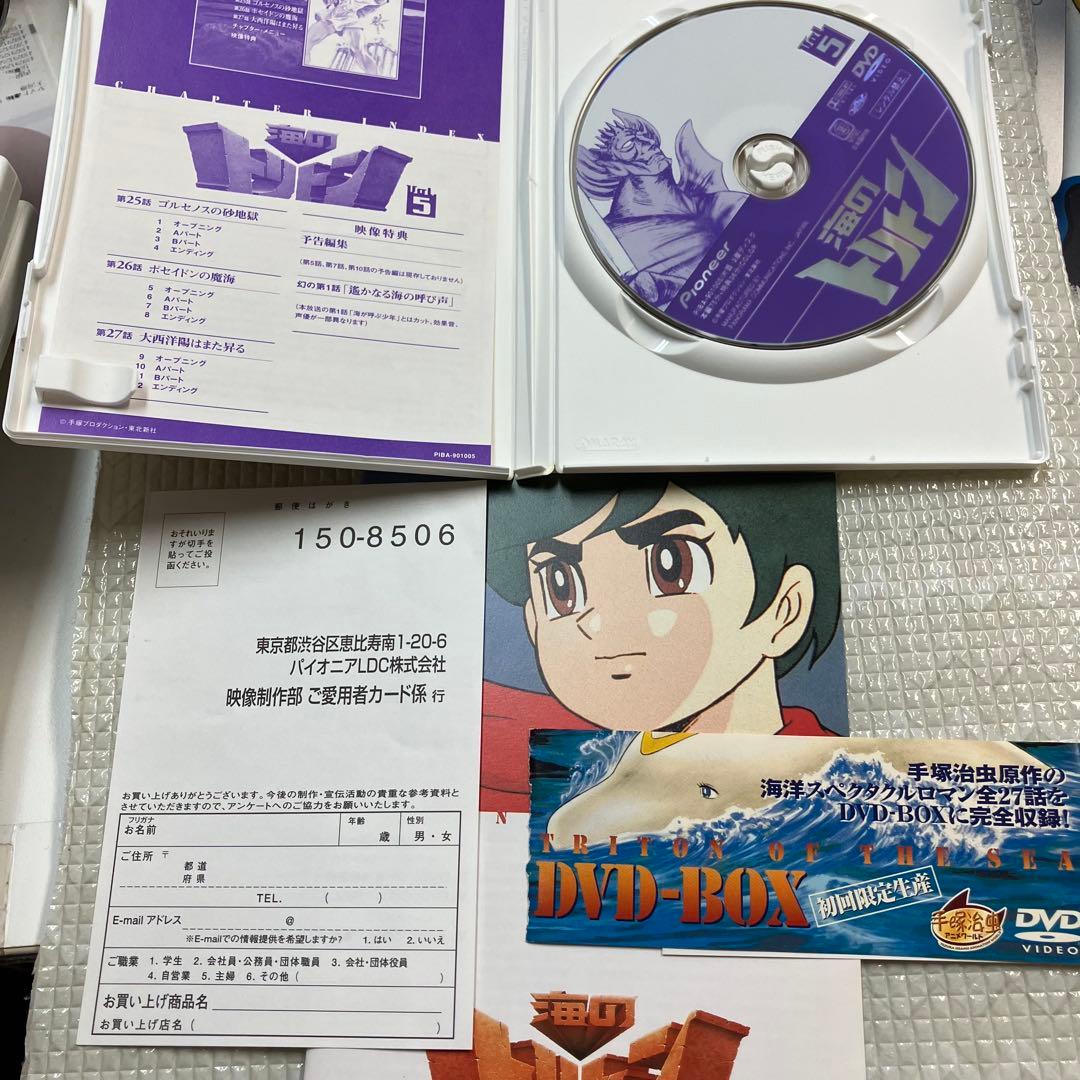 第25話 ゴルセノスの砂地獄
第26話 ポセイドンの魔海
第27話 大西洋陽はまた昇る
チャプター・メニュー
映像特典
CHAPTER INDEX
海の
トリトン
Vol.
5
第25話 ゴルセノスの砂地獄
1 オープニング
2 Aパート
3 Bパート
4 エンディング
第26話 ポセイドンの魔海
5 オープニング
6 Aパート
7 Bパート
8 エンディング
第27話 大西洋陽はまた昇る
9 オープニング
10 Aパート
1 Bパート
2 エンディング
映像特典
予告編集
(第5話、第7話、第10話の予告編は現存しておりません)
幻の第1話「遙かなる海の呼び声」
(本放送の第1話「海が呼ぶ少年」とはカット、効果音、
声優が一部異なります)
©手塚プロダクション・東北新社
PIBA-901005
Vol.
5
DVD
VIDEO
レンタル禁止
海の
トリトン
Pioneer
AMARAY
郵便はがき
おそれいりま
すが切手を
貼ってご投
函ください。
150-8506
東京都渋谷区恵比寿南1-20-6
パイオニアLDC株式会社
映像制作部 ご愛用者カード係 行
お買い上げありがとうございます。今後の制作・宣伝活動の貴重な参考資料と
させていただきますので、アンケートへのご協力をお願いいたします。
フリガナ
お名前
年齢
歳
性別
男・女
ご住所 〒
都道
府県
TEL. ( )
E-mail アドレス @
※E-mailでの情報提供を希望しますか? 1. はい 2. いいえ
ご職業 1. 学生 2. 会社員・公務員・団体職員 3. 会社・団体役員
4. 自営業 5. 主婦 6. その他 ( )
お買い上げ商品名
お買い上げ店名 ( )
N
手塚治虫原作の
海洋スペクタクルロマン全27話を
DVD-BOXに完全収録!
TRITON OF THE SEA
DVD-BOX
初回限定生産
手塚治虫
アニメワールド
DVD
VIDEO
海の
トリトン